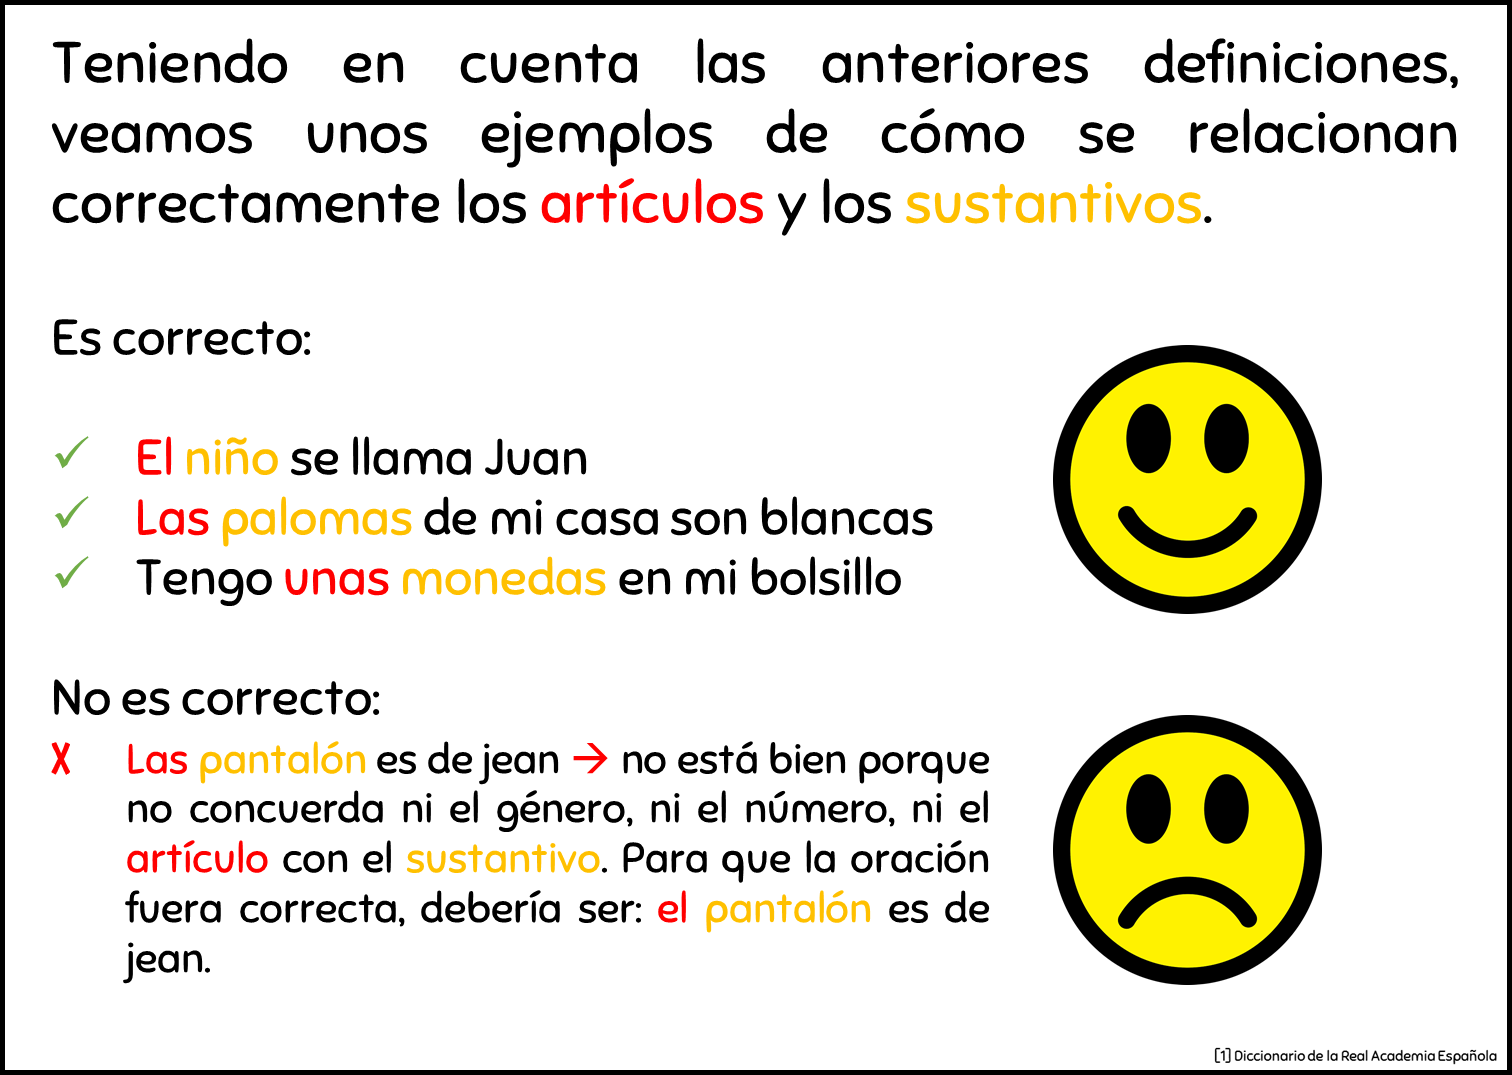 Teniendo en cuenta las anteriores definiciones,
veamos unos ejemplos de cómo se relacionan
correctamente los artículos y los sustantivos.
Es correcto:
✓ El niño se llama Juan
✓ Las palomas de mi casa son blancas
✓ Tengo unas monedas en mi bolsillo
No es correcto:
X Las pantalón es de jean → no está bien porque
no concuerda ni el género, ni el número, ni el
artículo con el sustantivo. Para que la oración
fuera correcta, debería ser: el pantalón es de
jean.
[1] Diccionario de la Real Academia Española